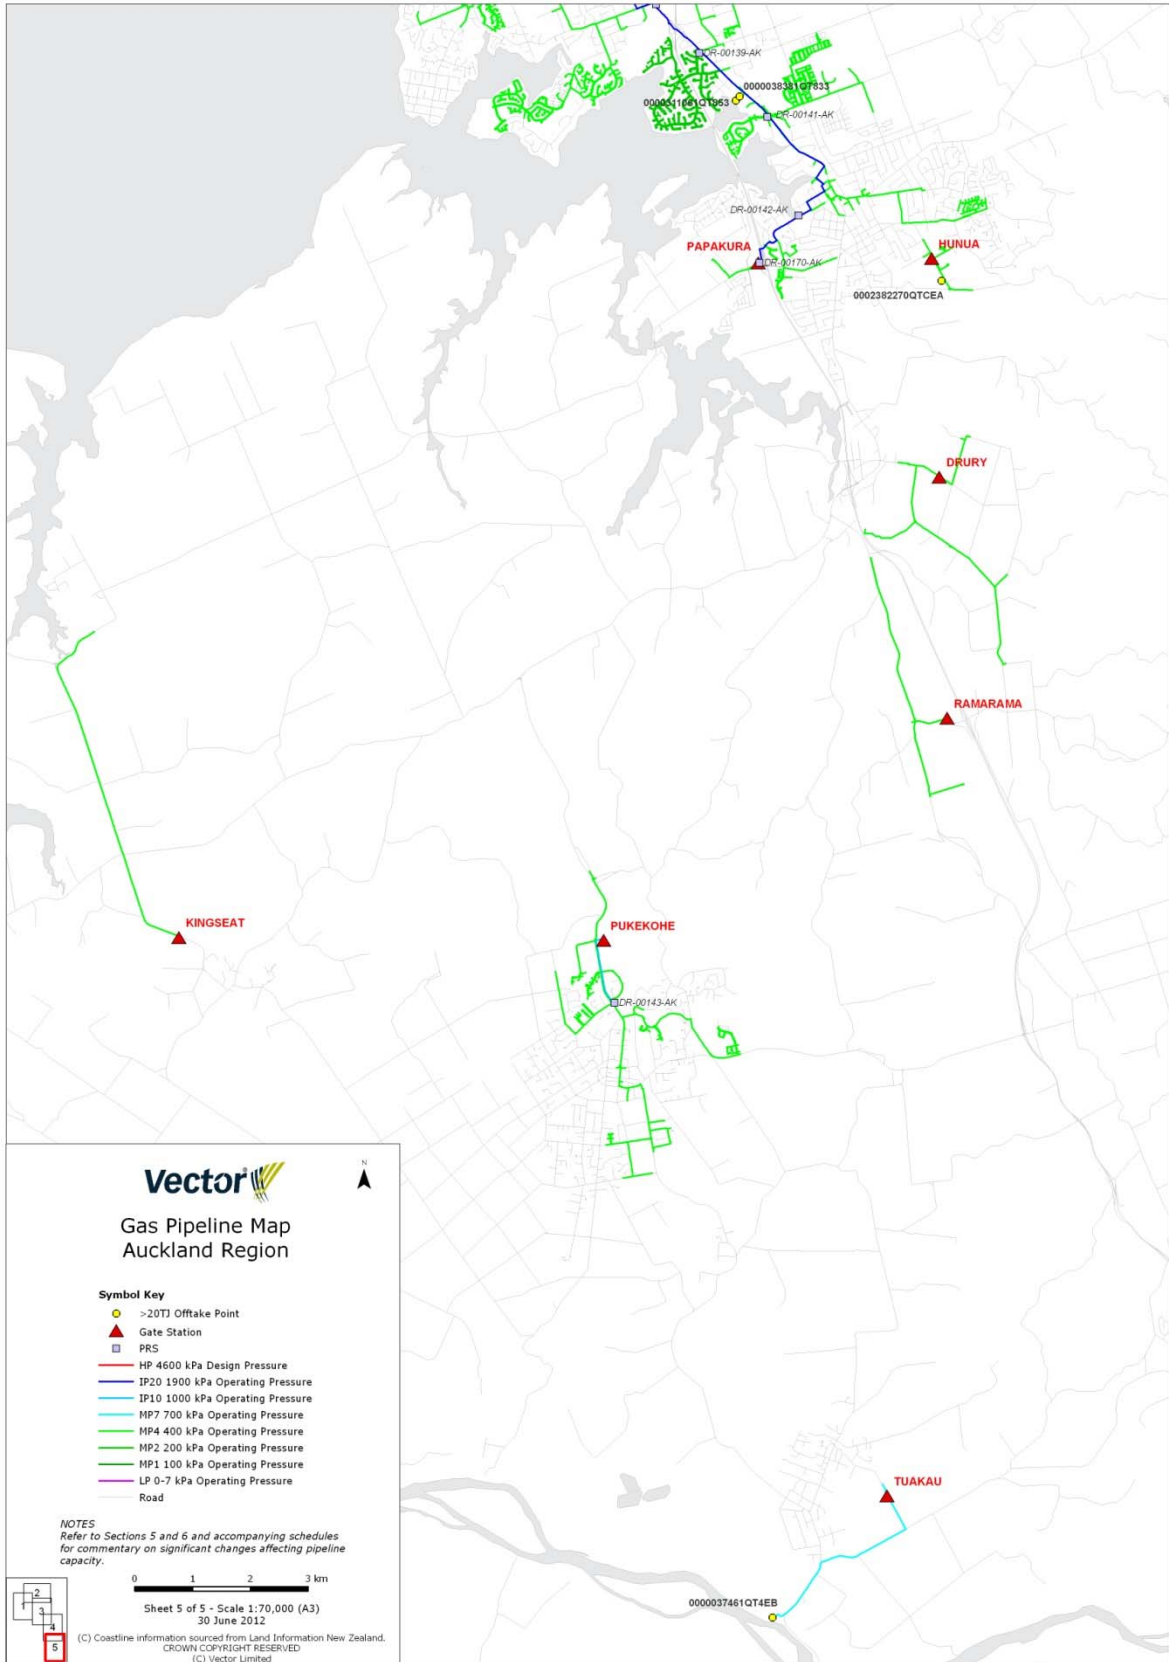 DR-00139-AK
0000038381QT833
0000311081QT853
DR-00141-AK
DR-00142-AK
PAPAKURA
HUNUA
DR-00170-AK
0002382270QTCEA
DRURY
RAMARAMA
KINGSEAT
PUKEKOHE
DR-00143-AK
Vector
N
Gas Pipeline Map
Auckland Region
Symbol Key
>20TJ Offtake Point
Gate Station
PRS
HP 4600 kPa Design Pressure
IP20 1900 kPa Operating Pressure
IP10 1000 kPa Operating Pressure
MP7 700 kPa Operating Pressure
MP4 400 kPa Operating Pressure
MP2 200 kPa Operating Pressure
MP1 100 kPa Operating Pressure
LP 0-7 kPa Operating Pressure
Road
TUAKAU
NOTES
Refer to Sections 5 and 6 and accompanying schedules
for commentary on significant changes affecting pipeline
capacity.
0 1 2 3 km
Sheet 5 of 5 - Scale 1:70,000 (A3)
30 June 2012
0000037461QT4EB
2
1
3
4
5
(C) Coastline information sourced from Land Information New Zealand.
CROWN COPYRIGHT RESERVED
(C) Vector Limited